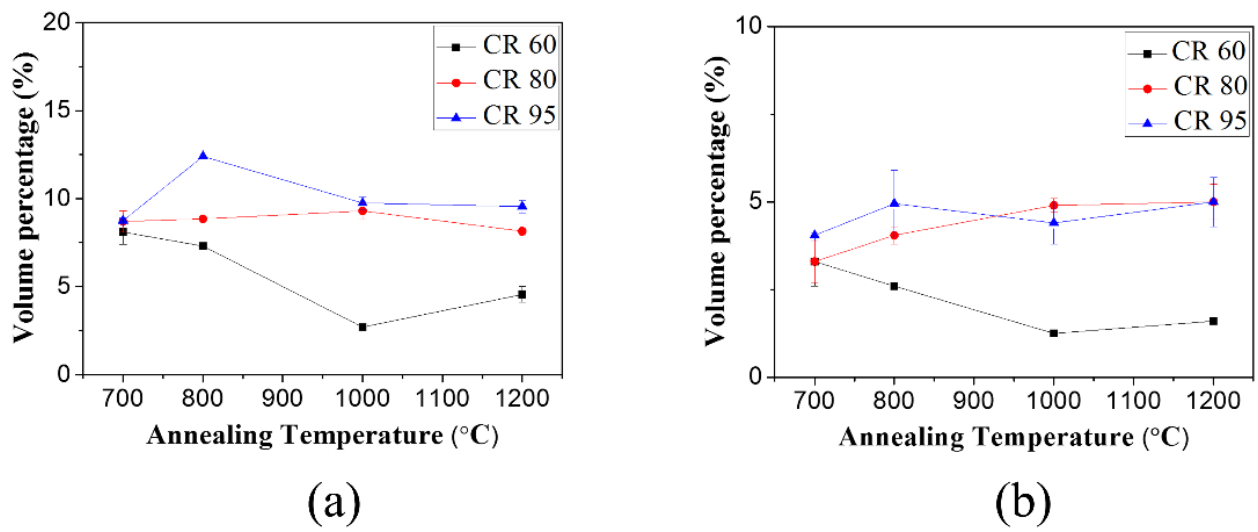 20
15
10
5
0
Volume percentage (%)
CR 60
CR 80
CR 95
700 800 900 1000 1100 1200
Annealing Temperature (°C)
(a)
10
5
0
Volume percentage (%)
CR 60
CR 80
CR 95
700 800 900 1000 1100 1200
Annealing Temperature (°C)
(b)